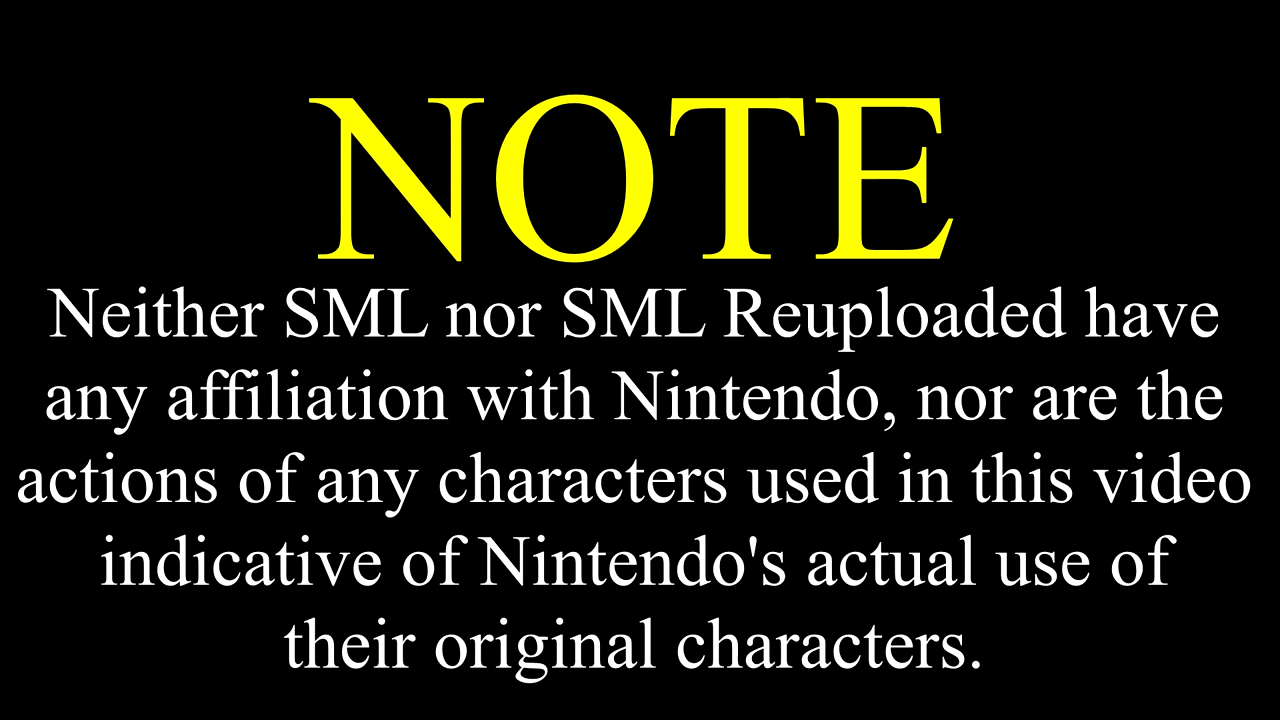 NOTE
Neither SML nor SML Reuploaded have
any affiliation with Nintendo, nor are the
actions of any characters used in this video
indicative of Nintendo's actual use of
their original characters.